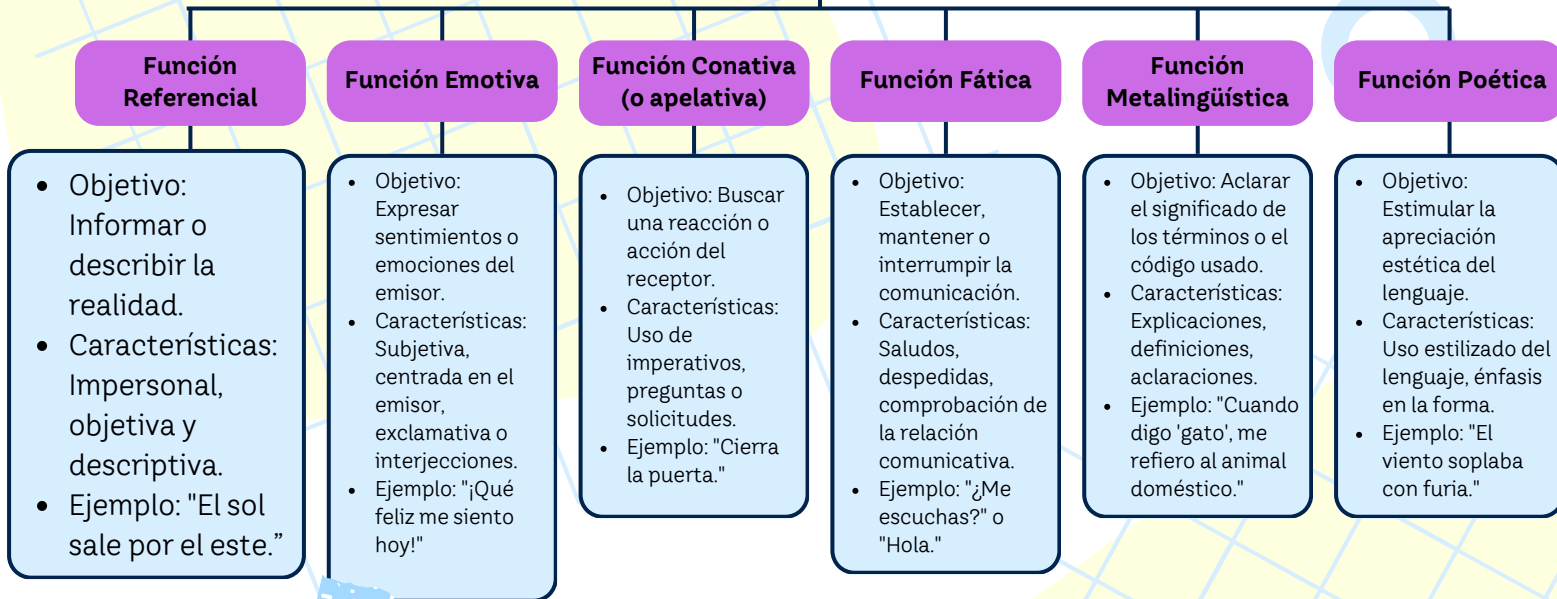 Función
Referencial
Función Emotiva
Función Conativa
(o apelativa)
Función Fática
Función
Metalingüística
Función Poética
• Objetivo:
Informar o
describir la
realidad.
• Características:
Impersonal,
objetiva y
descriptiva.
• Ejemplo: "El sol
sale por el este.”
• Objetivo:
Expresar
sentimientos o
emociones del
emisor.
• Características:
Subjetiva,
centrada en el
emisor,
exclamativa o
interjecciones.
• Ejemplo: "¡Qué
feliz me siento
hoy!"
• Objetivo: Buscar
una reacción o
acción del
receptor.
• Características:
Uso de
imperativos,
preguntas o
solicitudes.
• Ejemplo: "Cierra
la puerta."
• Objetivo:
Establecer,
mantener o
interrumpir la
comunicación.
• Características:
Saludos,
despedidas,
comprobación de
la relación
comunicativa.
• Ejemplo: "¿Me
escuchas?" o
"Hola."
• Objetivo: Aclarar
el significado de
los términos o el
código usado.
• Características:
Explicaciones,
definiciones,
aclaraciones.
• Ejemplo: "Cuando
digo 'gato', me
refiero al animal
doméstico."
• Objetivo:
Estimular la
apreciación
estética del
lenguaje.
• Características:
Uso estilizado del
lenguaje, énfasis
en la forma.
• Ejemplo: "El
viento soplaba
con furia."